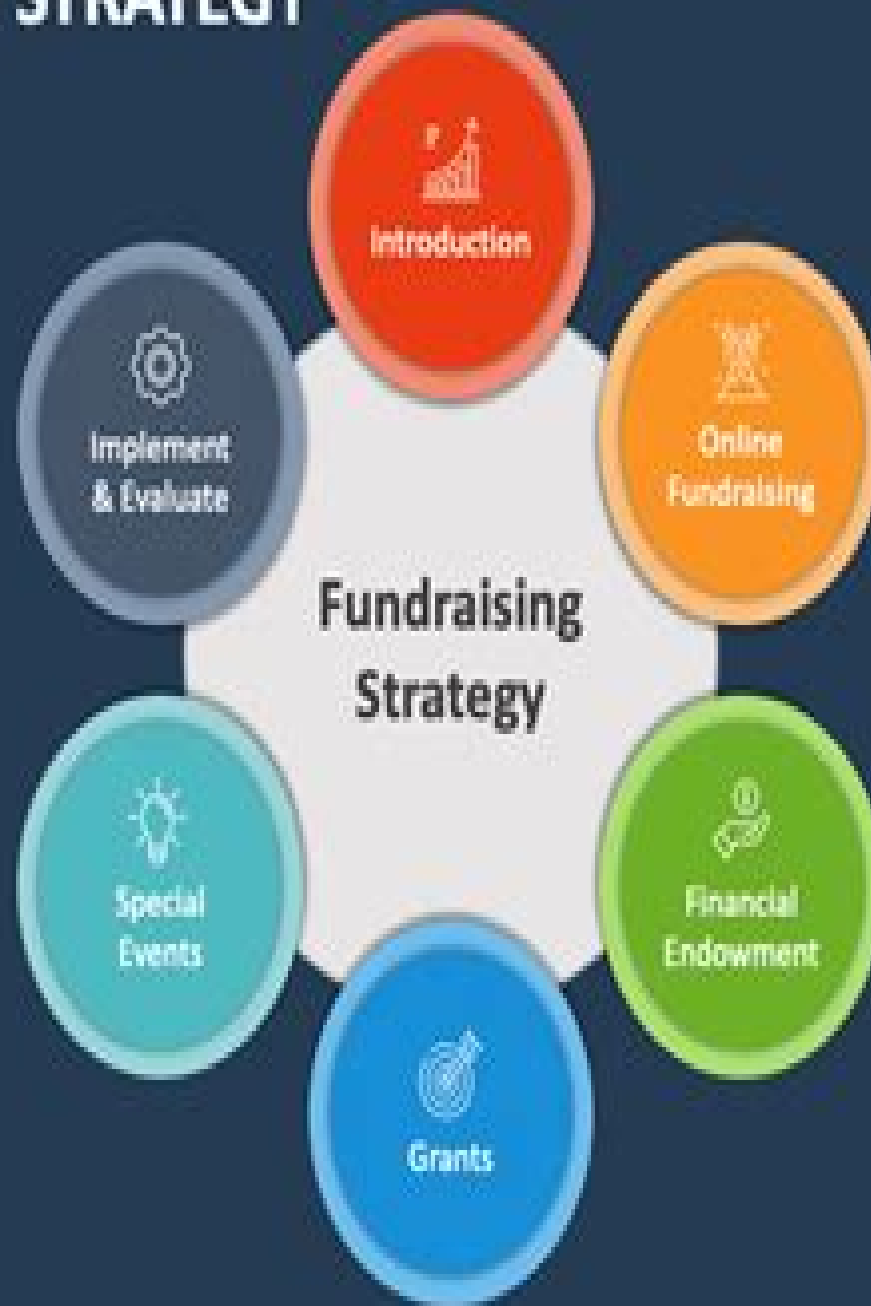 STRATEGY
Introduction
Online
Fundraising
Financial
Endowment
Grants
Special
Events
Implement
& Evaluate
Fundraising
Strategy